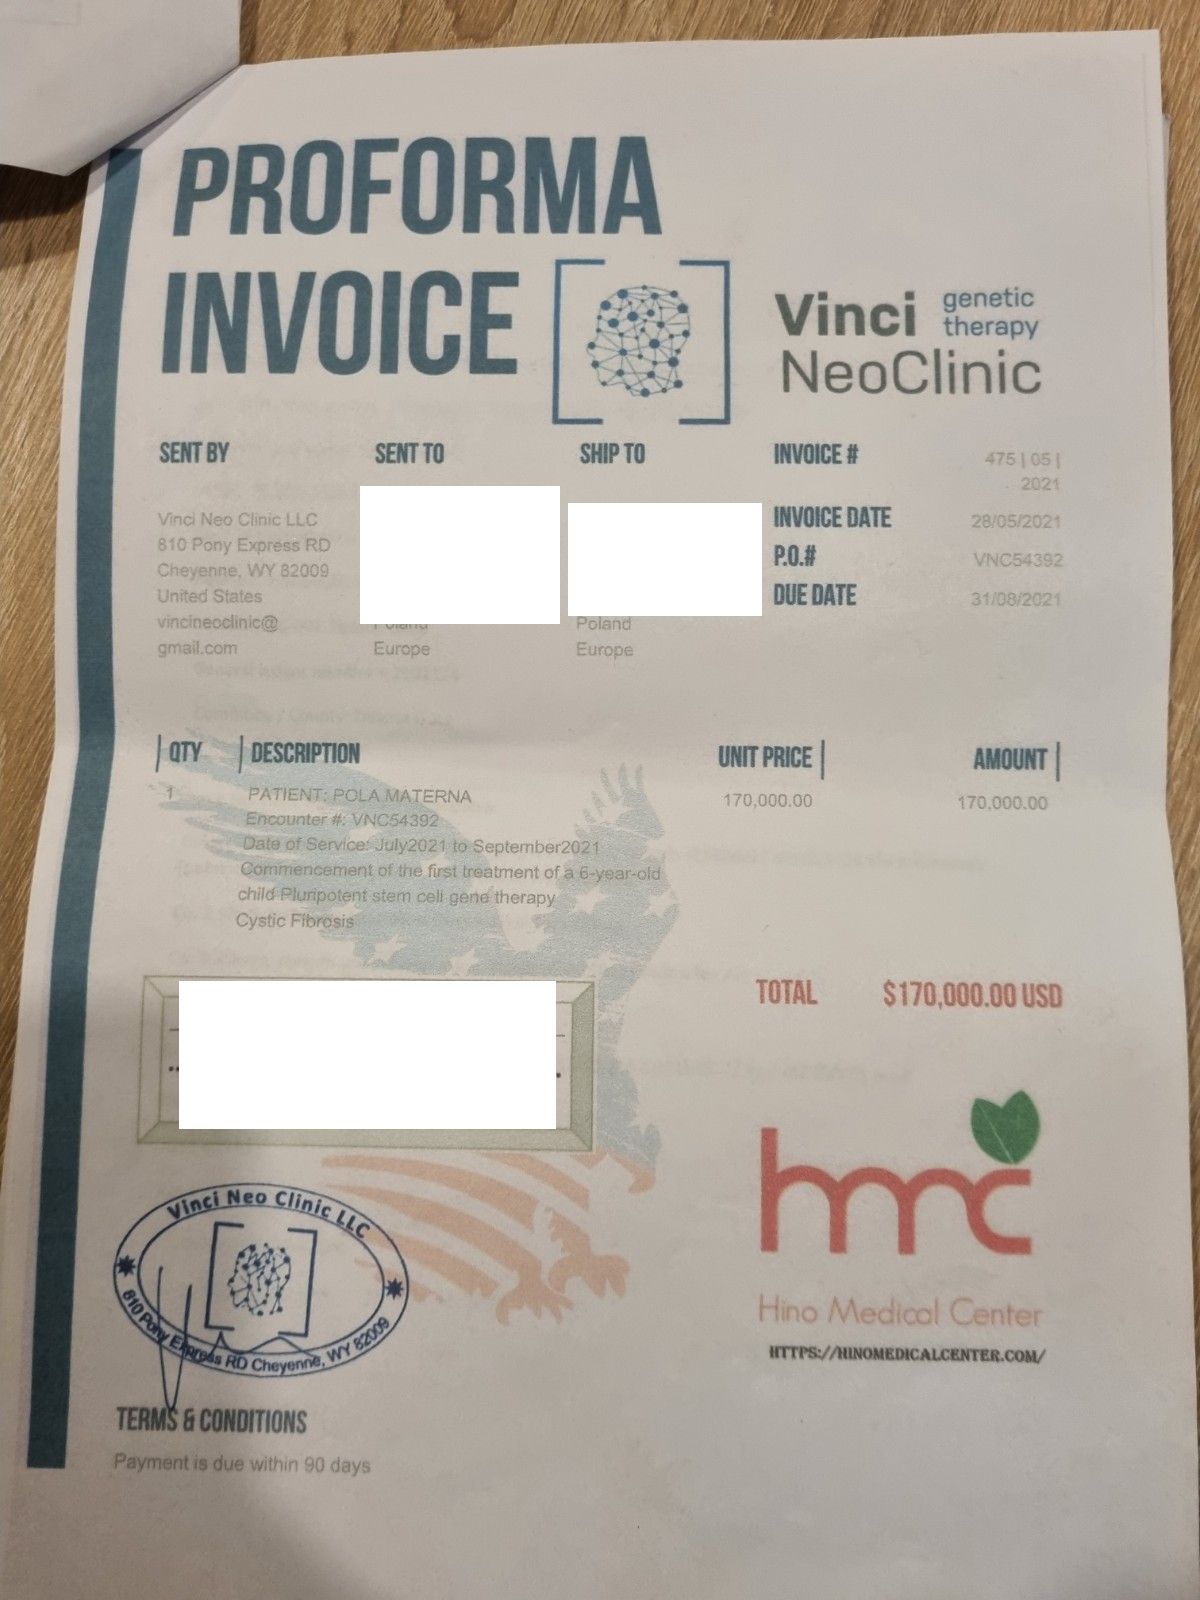 PROFORMA
INVOICE
Vinci genetic therapy
NeoClinic
SENT BY
Vinci Neo Clinic LLC
810 Pony Express RD
Cheyenne, WY 82009
United States
vincineoclinic@
gmail.com
SENT TO
Poland
Europe
SHIP TO
Poland
Europe
INVOICE # 475 | 05 |
2021
INVOICE DATE 28/05/2021
P.O.# VNC54392
DUE DATE 31/08/2021
QTY DESCRIPTION UNIT PRICE AMOUNT
1 PATIENT: POLA MATERNA 170,000.00 170,000.00
Encounter #: VNC54392
Date of Service: July2021 to September2021
Commencement of the first treatment of a 6-year-old
child Pluripotent stem cell gene therapy
Cystic Fibrosis
TOTAL $170,000.00 USD
hmc
Hino Medical Center
HTTPS://HINOMEDICALCENTER.COM/
Vinci Neo Clinic LLC
810 Pony Express RD Cheyenne, WY 82009
TERMS & CONDITIONS
Payment is due within 90 days